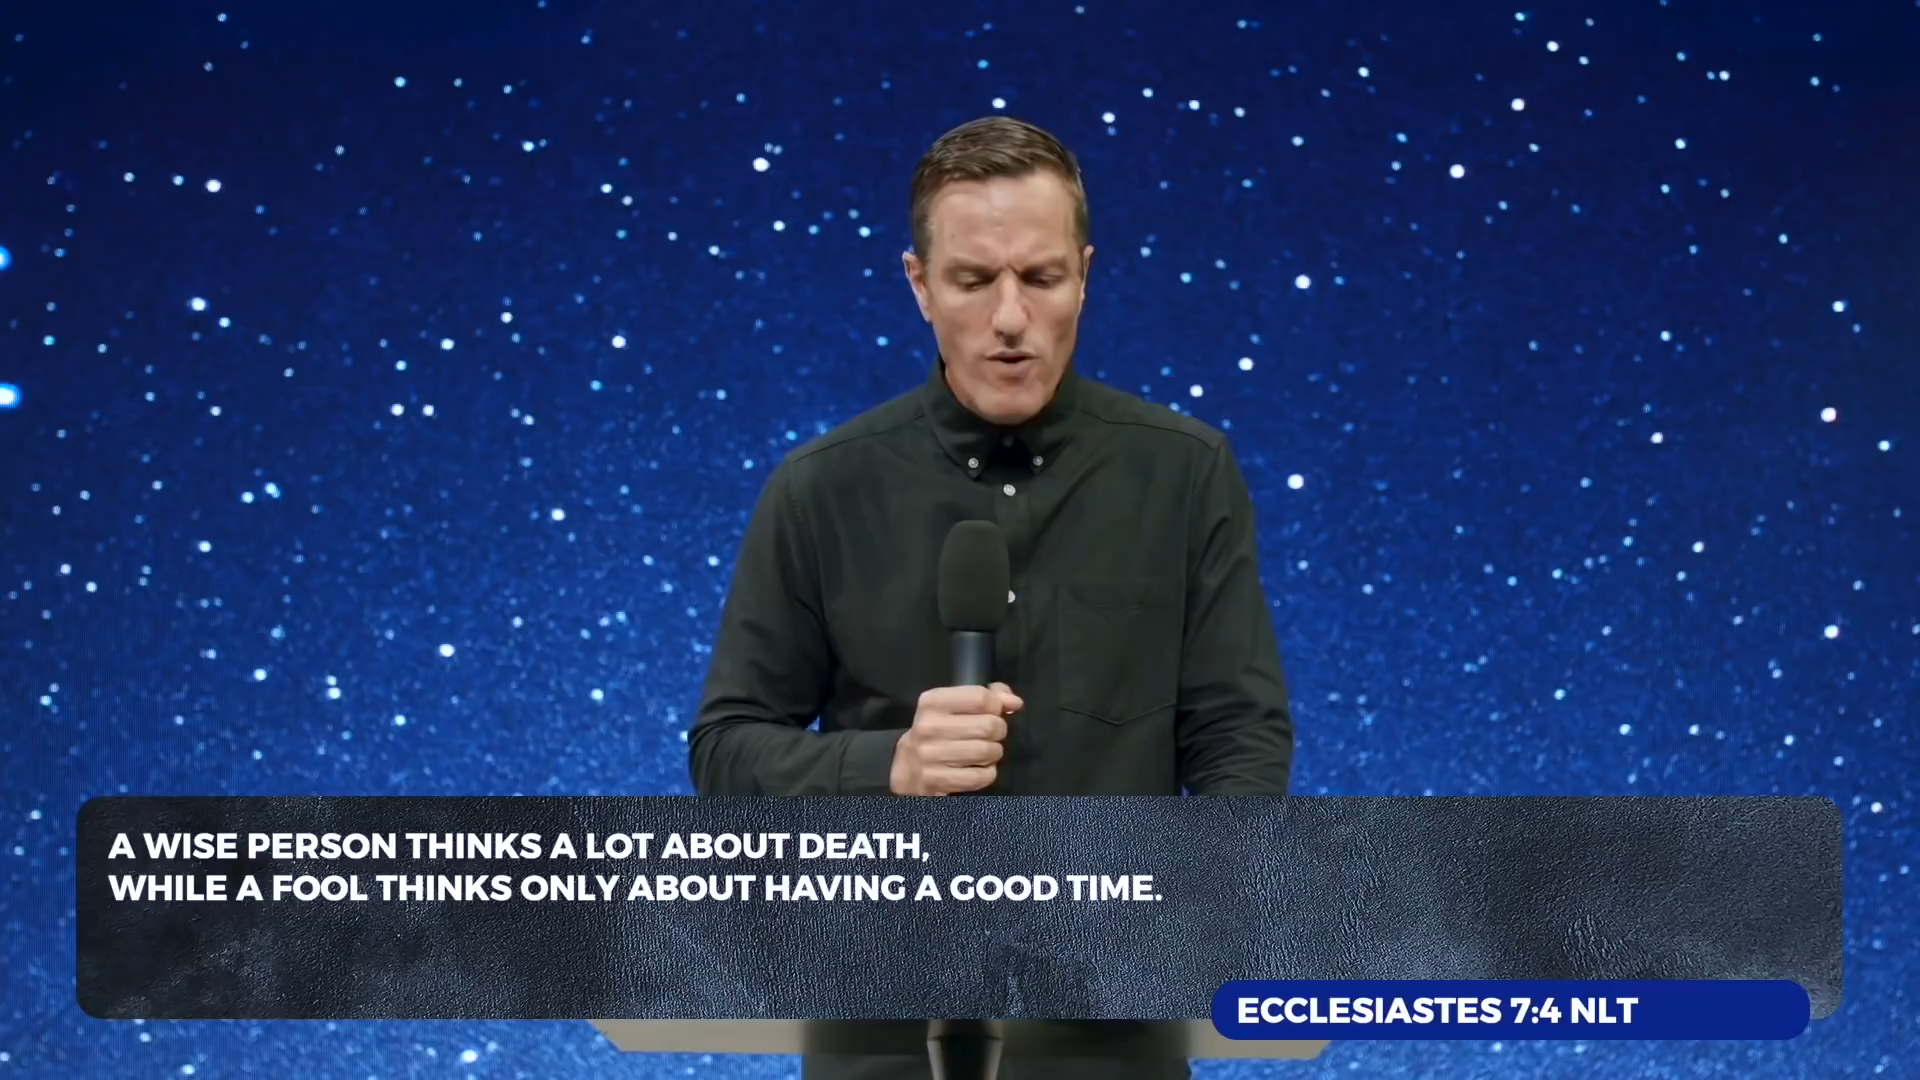 A WISE PERSON THINKS A LOT ABOUT DEATH,
WHILE A FOOL THINKS ONLY ABOUT HAVING A GOOD TIME.
ECCLESIASTES 7:4 NLT